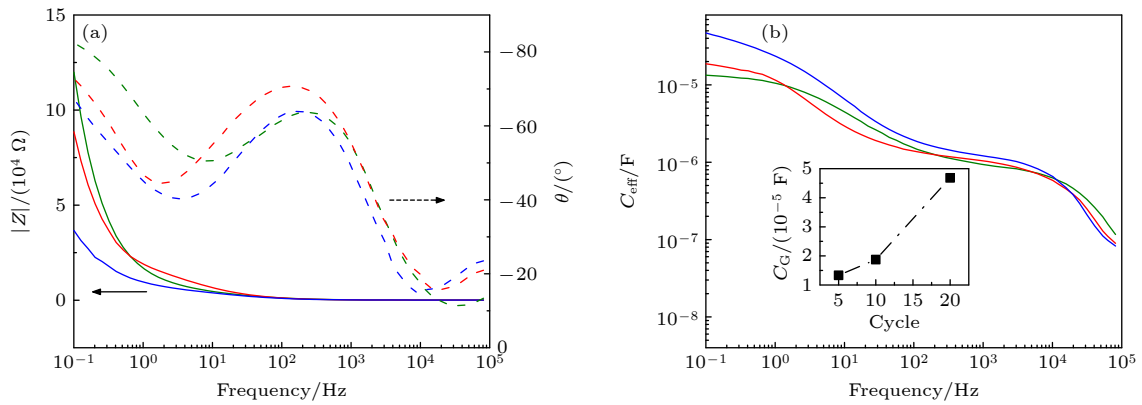 (a)
15
10
5
0
|Z|/(10⁴ Ω)
−80
−60
−40
−20
0
θ/(°)
10⁻¹ 10⁰ 10¹ 10² 10³ 10⁴ 10⁵
Frequency/Hz
(b)
10⁻⁵
10⁻⁶
10⁻⁷
10⁻⁸
C_eff/F
5
4
3
2
1
C_G/(10⁻⁵ F)
5 10 15 20
Cycle
10⁻¹ 10⁰ 10¹ 10² 10³ 10⁴ 10⁵
Frequency/Hz